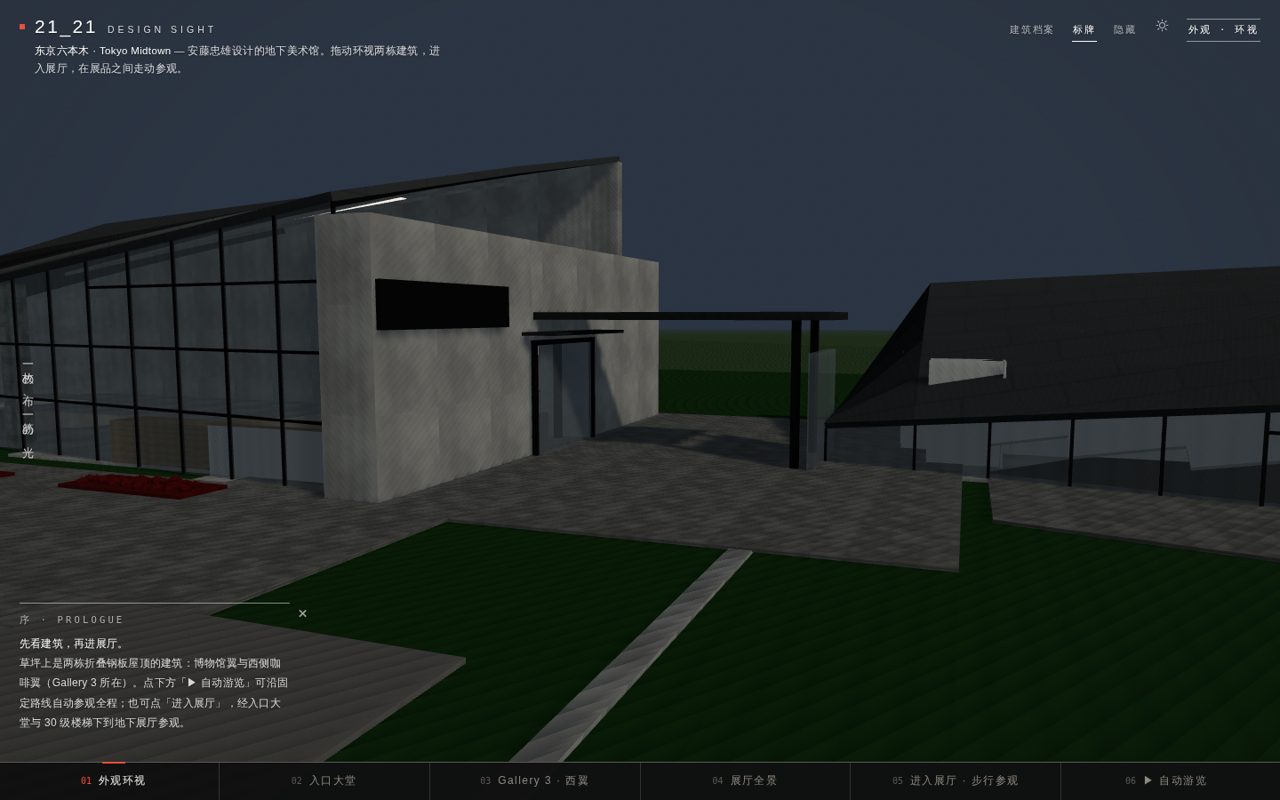 21_21 DESIGN SIGHT
东京六本木 · Tokyo Midtown — 安藤忠雄设计的地下美术馆。拖动环视两栋建筑，进
入展厅，在展品之间走动参观。
建筑档案 标牌 隐藏 外观 · 环视
一枚の布一筋の光
序 · PROLOGUE ×
先看建筑，再进展厅。
草坪上是两栋折叠钢板屋顶的建筑：博物馆翼与西侧咖
啡翼（Gallery 3 所在）。点下方「▶ 自动游览」可沿固
定路线自动参观全程；也可点「进入展厅」，经入口大
堂与 30 级楼梯下到地下展厅参观。
01 外观环视 02 入口大堂 03 Gallery 3 · 西翼 04 展厅全景 05 进入展厅 · 步行参观 06 ▶ 自动游览